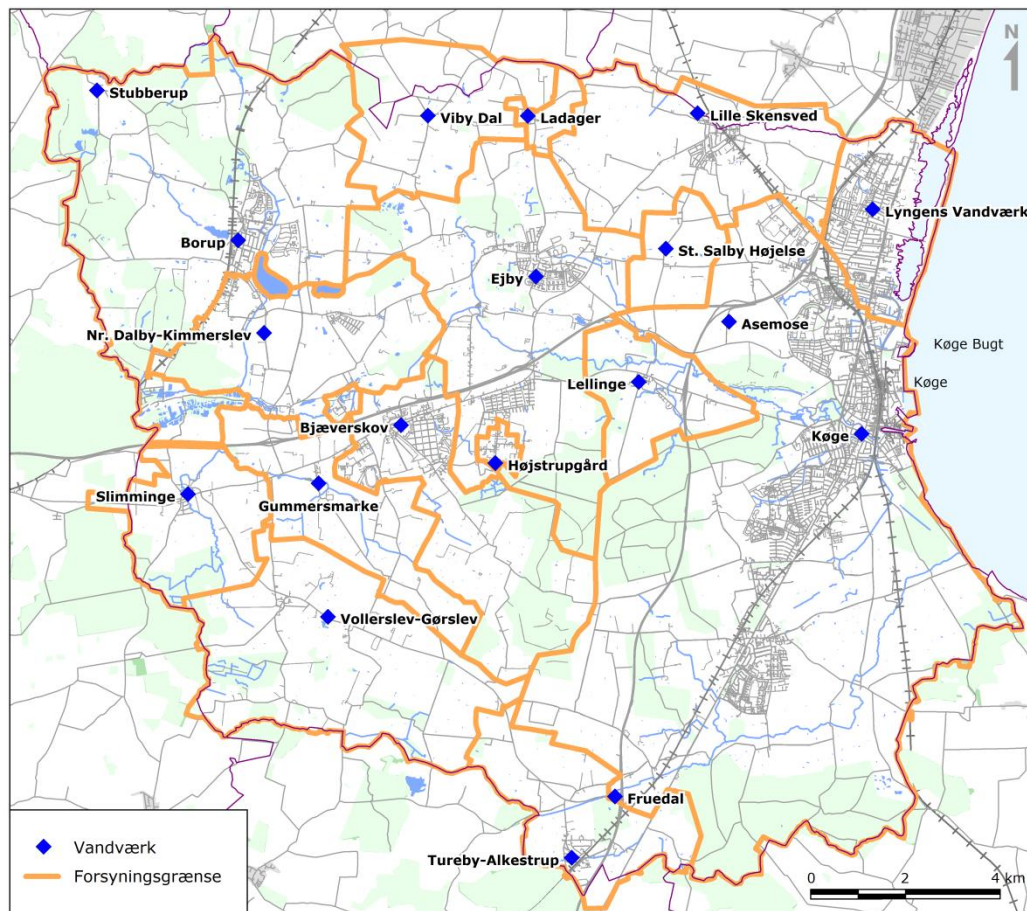 N
Stubberup
Viby Dal
Ladager
Lille Skensved
Lyngens Vandværk
Borup
St. Salby Højelse
Ejby
Nr. Dalby-Kimmerslev
Asemose
Køge Bugt
Lellinge
Køge
Bjæverskov
Køge
Højstrupgård
Slimminge
Gummersmarke
Vollerslev-Gørslev
Fruedal
Tureby-Alkestrup
Vandværk
Forsyningsgrænse
0 2 4 km